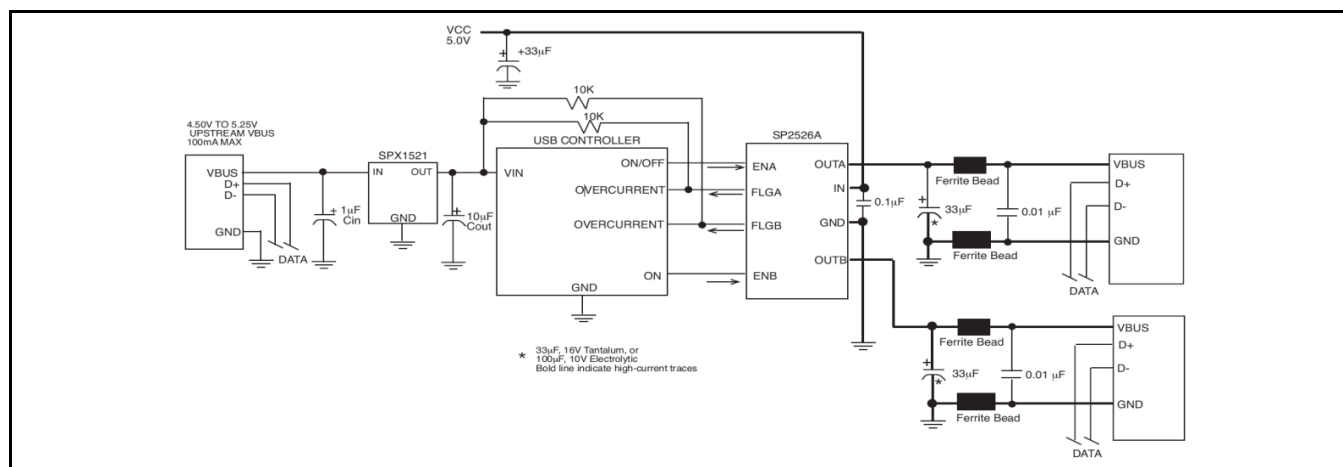 VCC
5.0V
+33µF
+
10K
10K
4.50V TO 5.25V
UPSTREAM VBUS
100mA MAX
SPX1521
USB CONTROLLER
SP2526A
VBUS
D+
D-
GND
DATA
+
1µF
Cin
IN
OUT
GND
+
10µF
Cout
VIN
ON/OFF
OVERCURRENT
OVERCURRENT
ON
GND
ENA
FLGA
FLGB
ENB
OUTA
IN
GND
OUTB
0.1µF
Ferrite Bead
+
33µF
*
0.01 µF
Ferrite Bead
VBUS
D+
D-
GND
DATA
Ferrite Bead
+
33µF
*
0.01 µF
Ferrite Bead
VBUS
D+
D-
GND
DATA
* 33µF, 16V Tantalum, or
100µF, 10V Electrolytic
Bold line indicate high-current traces